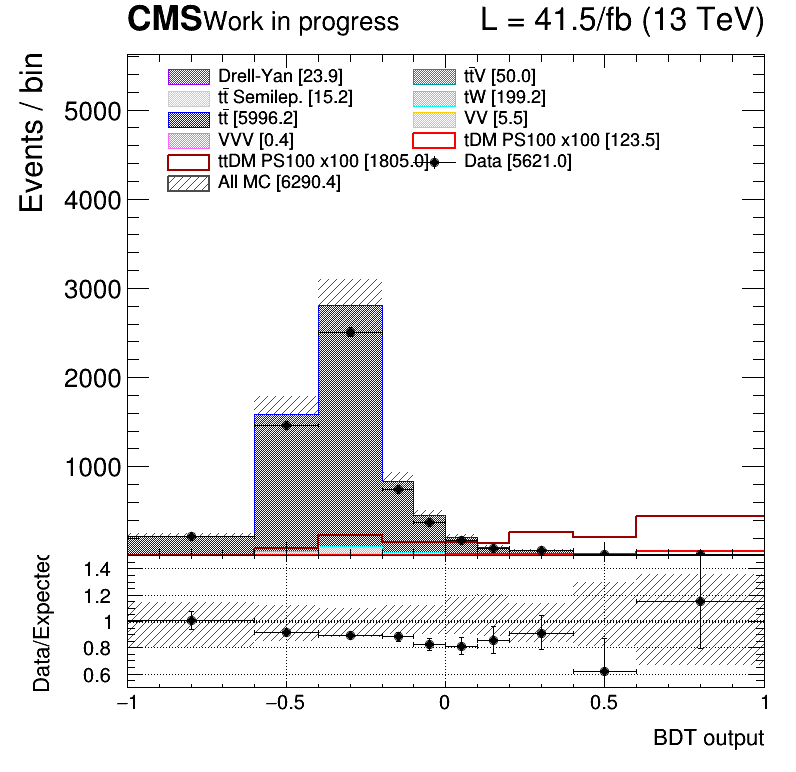 CMS Work in progress L = 41.5/fb (13 TeV)
Events / bin
Drell-Yan [23.9] tt̄V [50.0]
tt̄ Semilep. [15.2] tW [199.2]
tt̄ [5996.2] VV [5.5]
VVV [0.4] tDM PS100 x100 [123.5]
ttDM PS100 x100 [1805.0] Data [5621.0]
All MC [6290.4]
5000
4000
3000
2000
1000
Data/Expected
1.4
1.2
1
0.8
0.6
−1 −0.5 0 0.5 1
BDT output